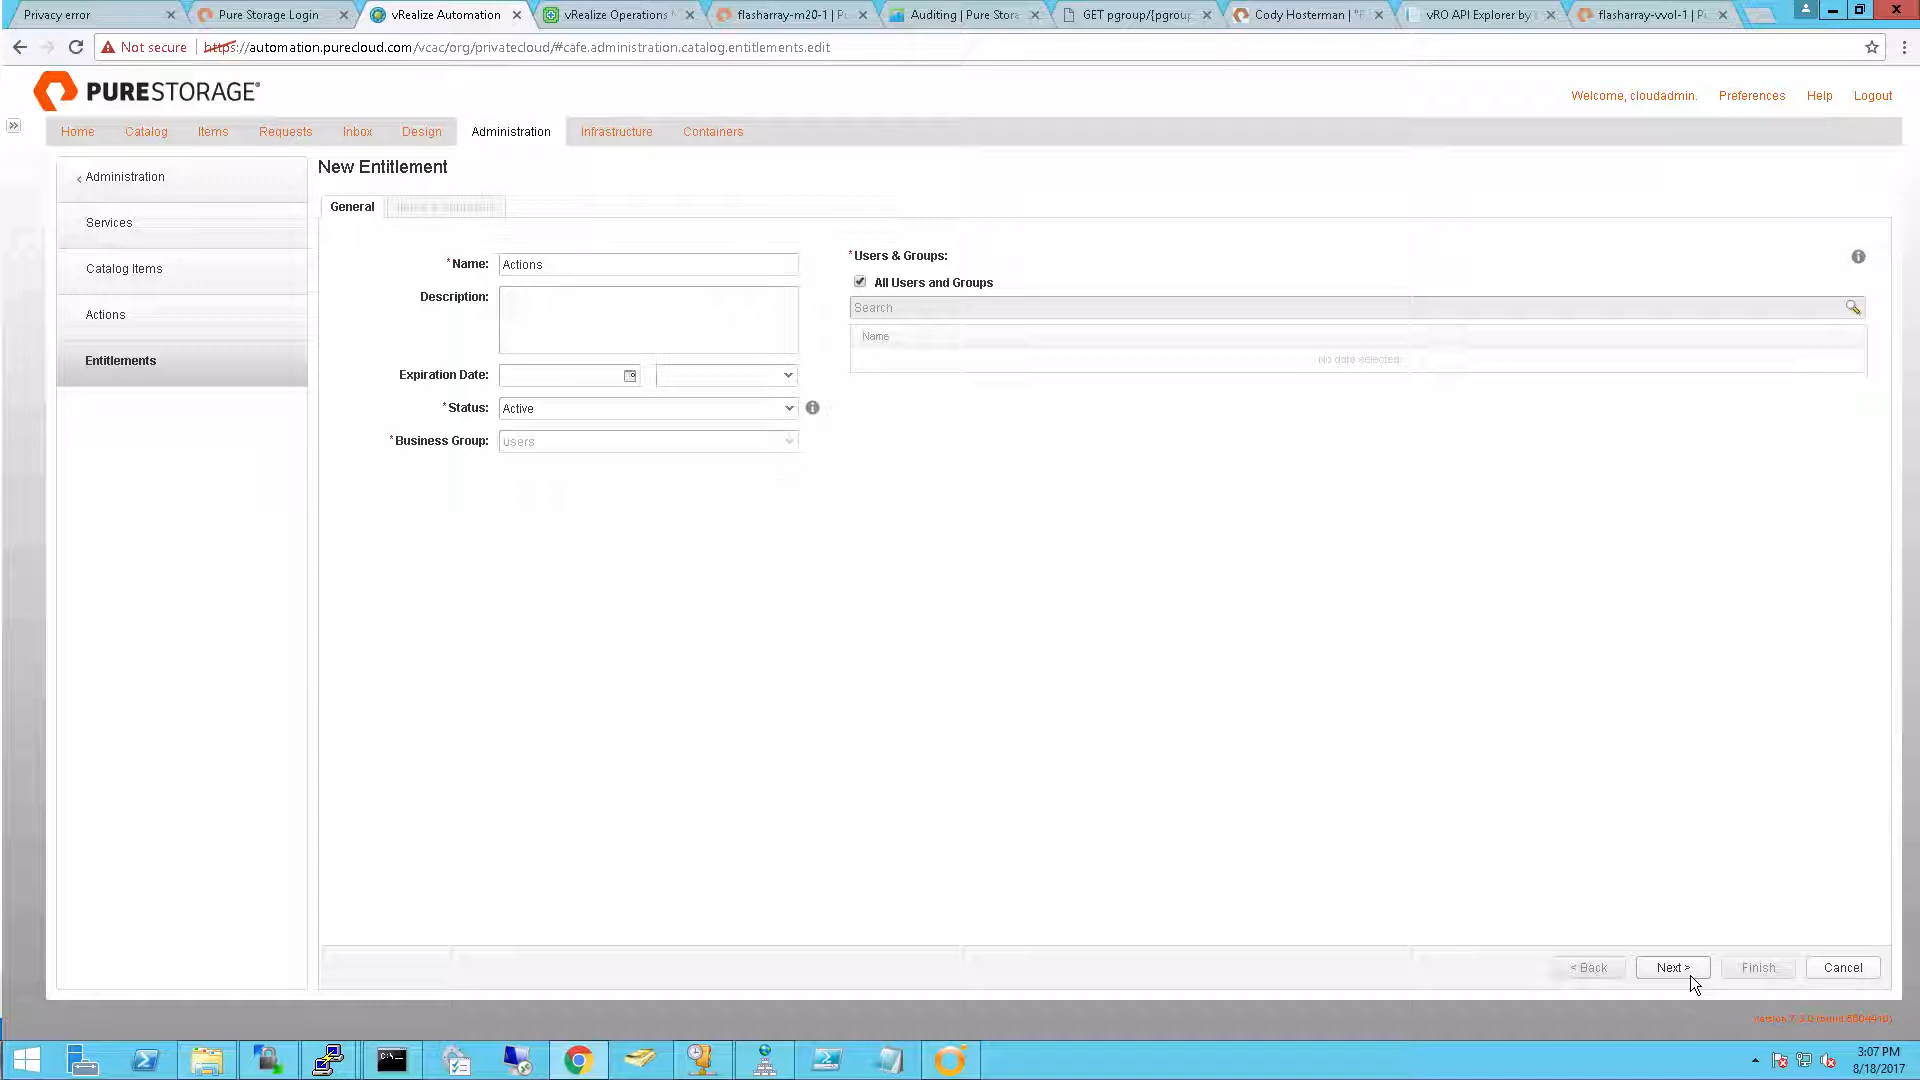 Privacy error
Pure Storage Login
vRealize Automation
vRealize Operations
flasharray-m20-1 | Pu
Auditing | Pure Stora
GET pgroup/{pgroup
Cody Hosterman | "F
vRO API Explorer by
flasharray-vvol-1 | Pu
Not secure
https://automation.purecloud.com/vcac/org/privatecloud/#cafe.administration.catalog.entitlements.edit
PURESTORAGE®
Welcome, cloudadmin.
Preferences
Help
Logout
Home
Catalog
Items
Requests
Inbox
Design
Administration
Infrastructure
Containers
‹ Administration
Services
Catalog Items
Actions
Entitlements
New Entitlement
General
*Name:
Actions
Description:
Expiration Date:
*Status:
Active
*Business Group:
users
*Users & Groups:
All Users and Groups
Search
Name
No data selected
< Back
Next >
Finish
Cancel
C:\_
3:07 PM
8/18/2017